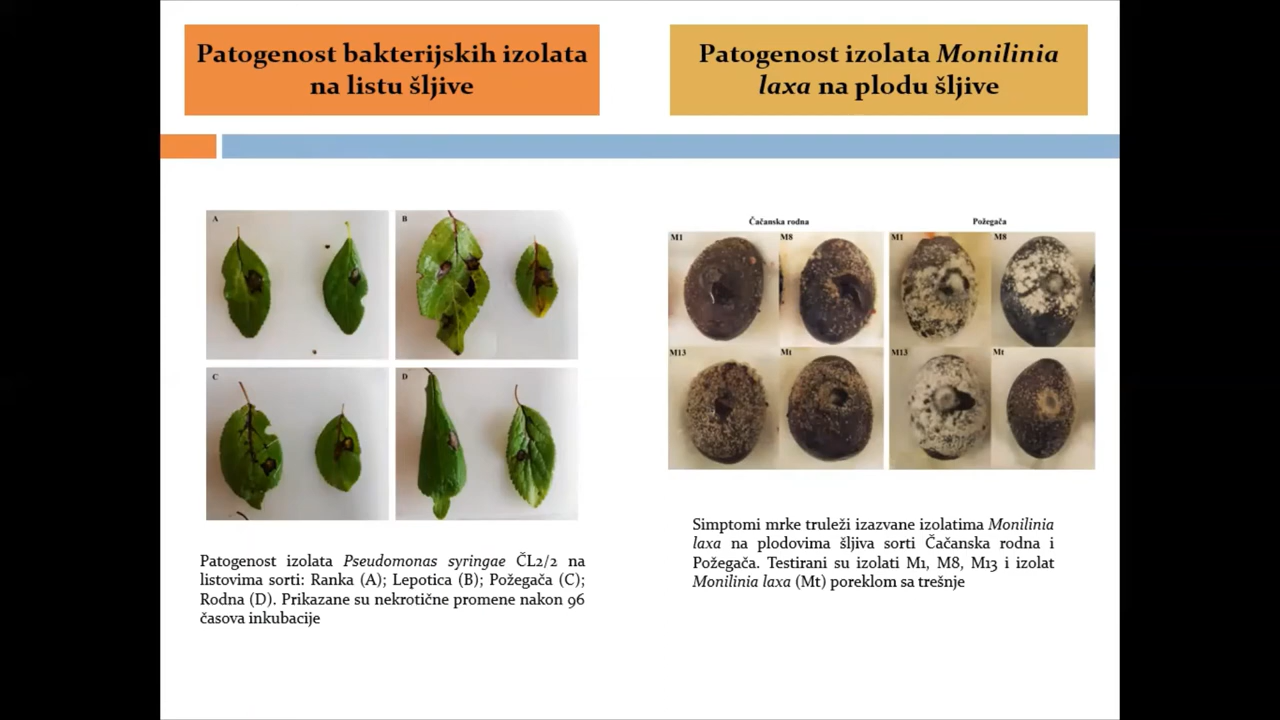 Patogenost bakterijskih izolata
na listu šljive
Patogenost izolata Monilinia
laxa na plodu šljive
A
B
C
D
Čačanska rodna
Požegača
M1
M8
M1
M8
M13
Mt
M13
Mt
Patogenost izolata Pseudomonas syringae ČL2/2 na
listovima sorti: Ranka (A); Lepotica (B); Požegača (C);
Rodna (D). Prikazane su nekrotične promene nakon 96
časova inkubacije
Simptomi mrke truleži izazvane izolatima Monilinia
laxa na plodovima šljiva sorti Čačanska rodna i
Požegača. Testirani su izolati M1, M8, M13 i izolat
Monilinia laxa (Mt) poreklom sa trešnje